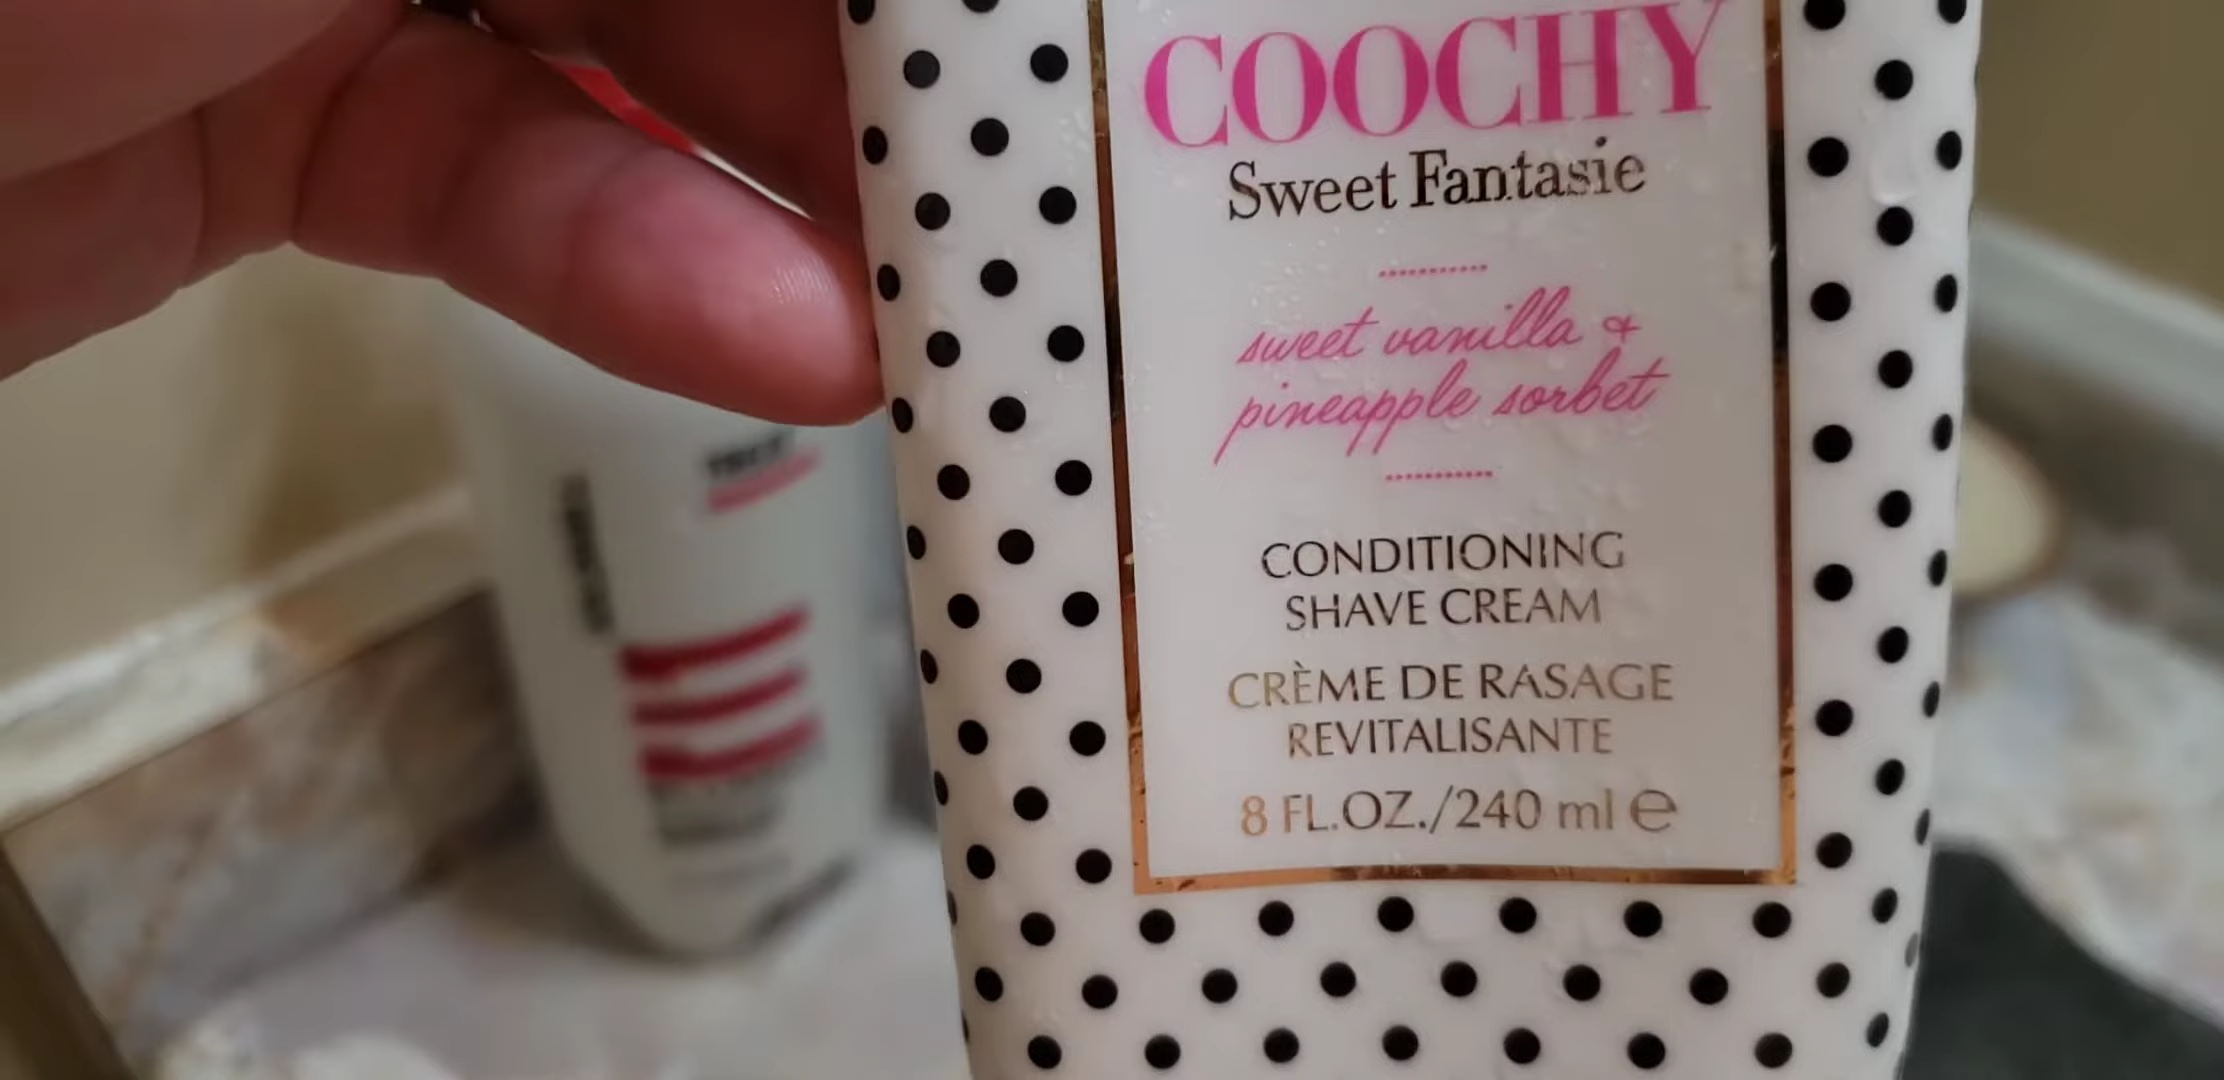 COOCHY
Sweet Fantasie
sweet vanilla &
pineapple sorbet
CONDITIONING
SHAVE CREAM
CRÈME DE RASAGE
REVITALISANTE
8 FL.OZ./240 ml e